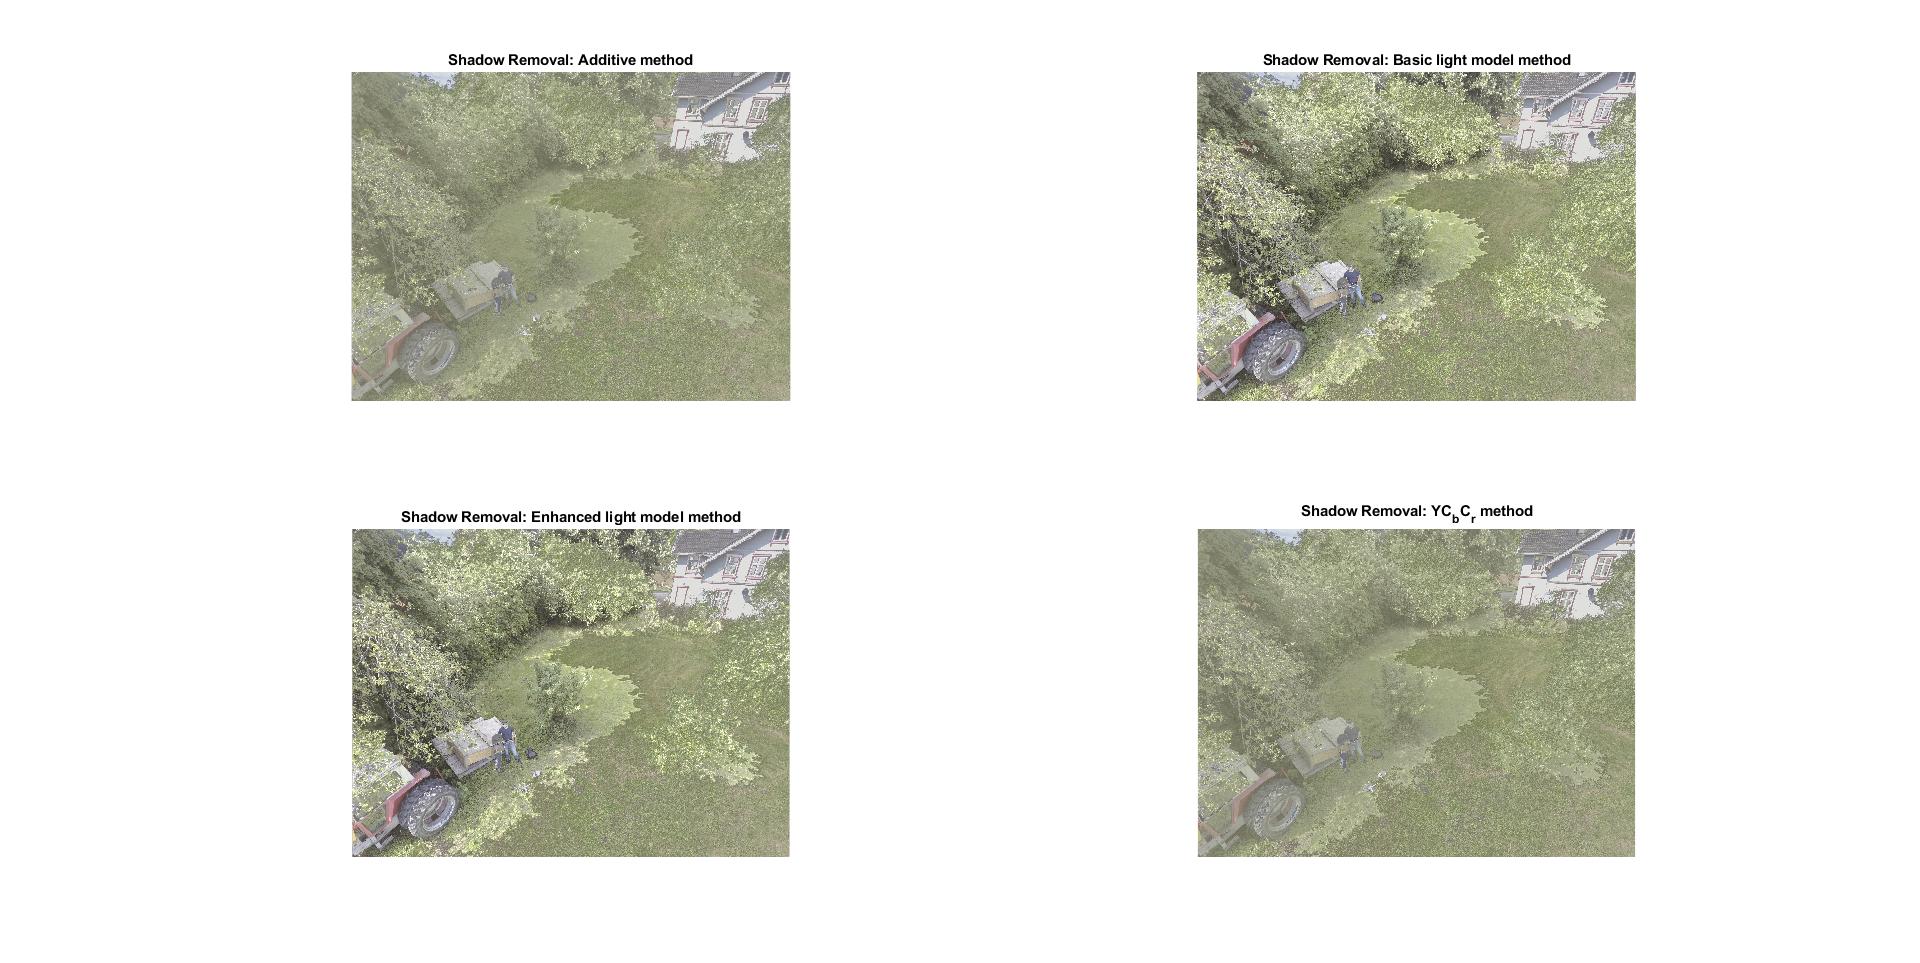 Shadow Removal: Additive method
Shadow Removal: Basic light model method
Shadow Removal: Enhanced light model method
Shadow Removal: YCbCr method